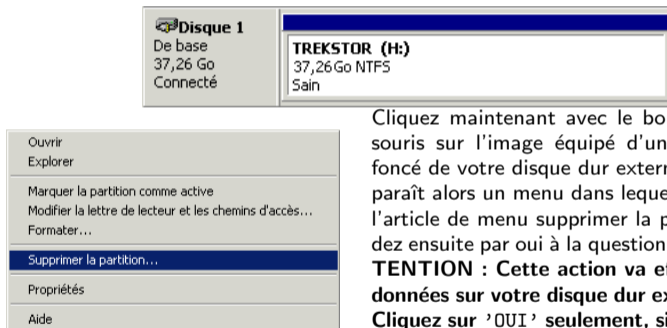 Disque 1
De base
37,26 Go
Connecté
TREKSTOR (H:)
37,26 Go NTFS
Sain
Cliquez maintenant avec le
souris sur l'image équipé
foncé de votre disque dur
paraît alors un menu dans
l'article de menu supprimer la
dez ensuite par oui à la question
TENTION : Cette action va
données sur votre disque dur
Cliquez sur 'OUI' seulement,
Ouvrir
Explorer
Marquer la partition comme active
Modifier la lettre de lecteur et les chemins d'accès...
Formater...
Supprimer la partition...
Propriétés
Aide